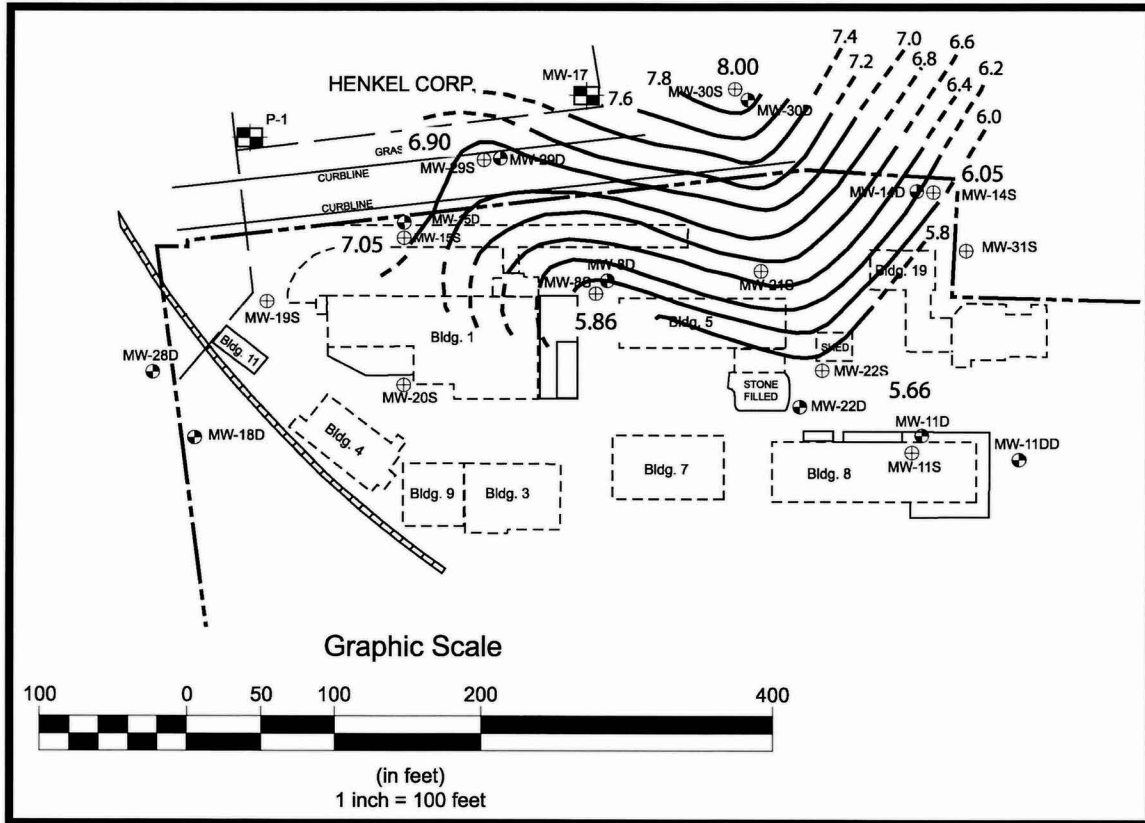 7.4
7.0
6.6
7.2
6.8
6.4
6.2
6.0
HENKEL CORP.
MW-17
7.6
7.8
8.00
MW-30S
MW-30D
P-1
6.90
GRAS
MW-29S
MW-29D
CURBLINE
CURBLINE
6.05
MW-14D
MW-14S
MW-15D
MW-15S
7.05
5.8
MW-31S
MW-8D
MW-8S
MW-21S
Bldg. 19
MW-19S
5.86
Bldg. 1
Bldg. 5
SHED
Bldg. 11
MW-28D
MW-20S
MW-22S
STONE
FILLED
5.66
MW-22D
MW-18D
Bldg. 4
MW-11D
MW-11S
MW-11DD
Bldg. 9
Bldg. 3
Bldg. 7
Bldg. 8
Graphic Scale
100 0 50 100 200 400
(in feet)
1 inch = 100 feet